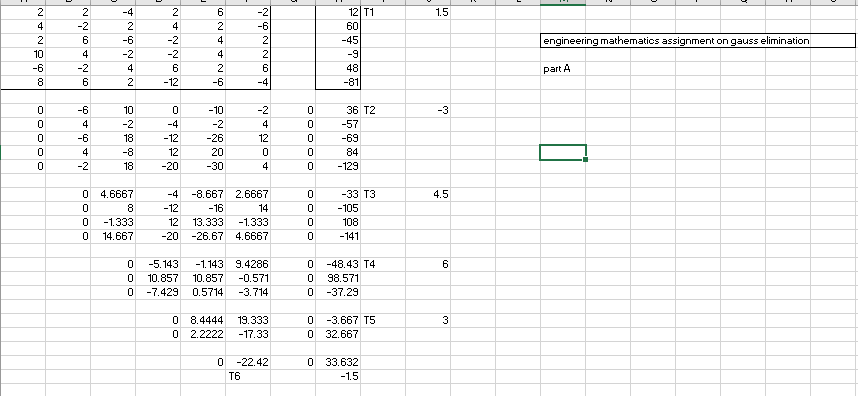 2 2 -4 2 6 -2 12 T1 1.5
4 -2 2 4 2 -6 60
2 6 -6 -2 4 2 -45
engineering mathematics assignment on gauss elimination
10 4 -2 -2 4 2 -9
-6 -2 4 6 2 6 48
part A
8 6 2 -12 -6 -4 -81
0 -6 10 0 -10 -2 0 36 T2 -3
0 4 -2 -4 -2 4 0 -57
0 -6 18 -12 -26 12 0 -69
0 4 -8 12 20 0 0 84
0 -2 18 -20 -30 4 0 -129
0 4.6667 -4 -8.667 2.6667 0 -33 T3 4.5
0 8 -12 -16 14 0 -105
0 -1.333 12 13.333 -1.333 0 108
0 14.667 -20 -26.67 4.6667 0 -141
0 -5.143 -1.143 9.4286 0 -48.43 T4 6
0 10.857 10.857 -0.571 0 98.571
0 -7.429 0.5714 -3.714 0 -37.29
0 8.4444 19.333 0 -3.667 T5 3
0 2.2222 -17.33 0 32.667
0 -22.42 0 33.632
T6 -1.5